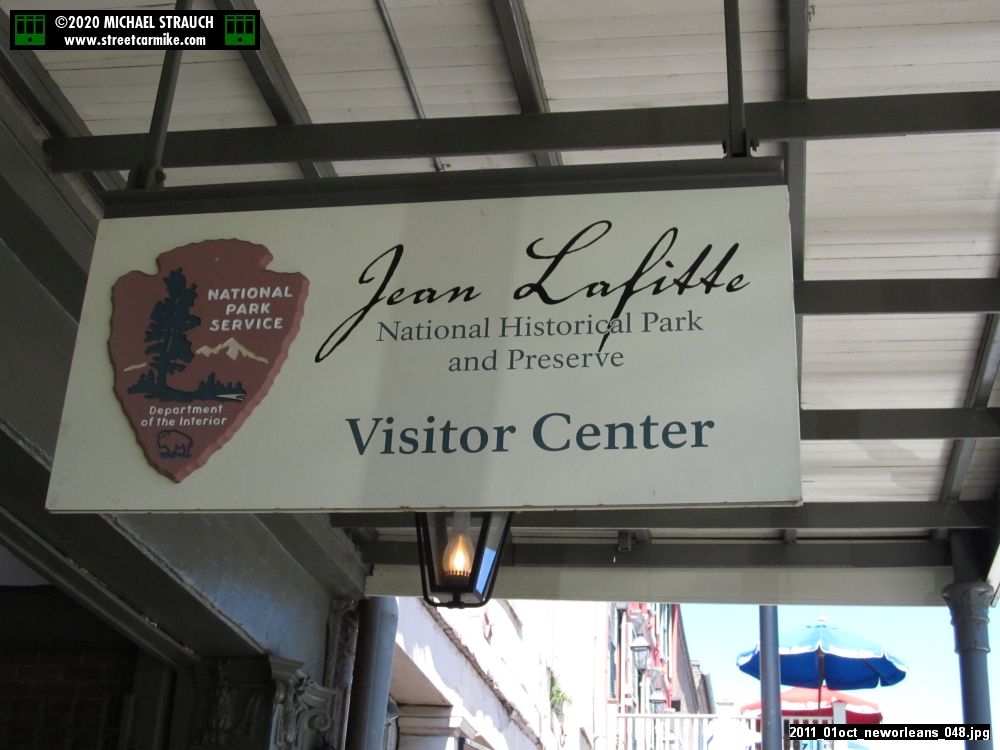 ©2020 MICHAEL STRAUCH
www.streetcarmike.com
NATIONAL
PARK
SERVICE
Department
of the Interior
Jean Lafitte
National Historical Park
and Preserve
Visitor Center
2011_01oct_neworleans_048.jpg